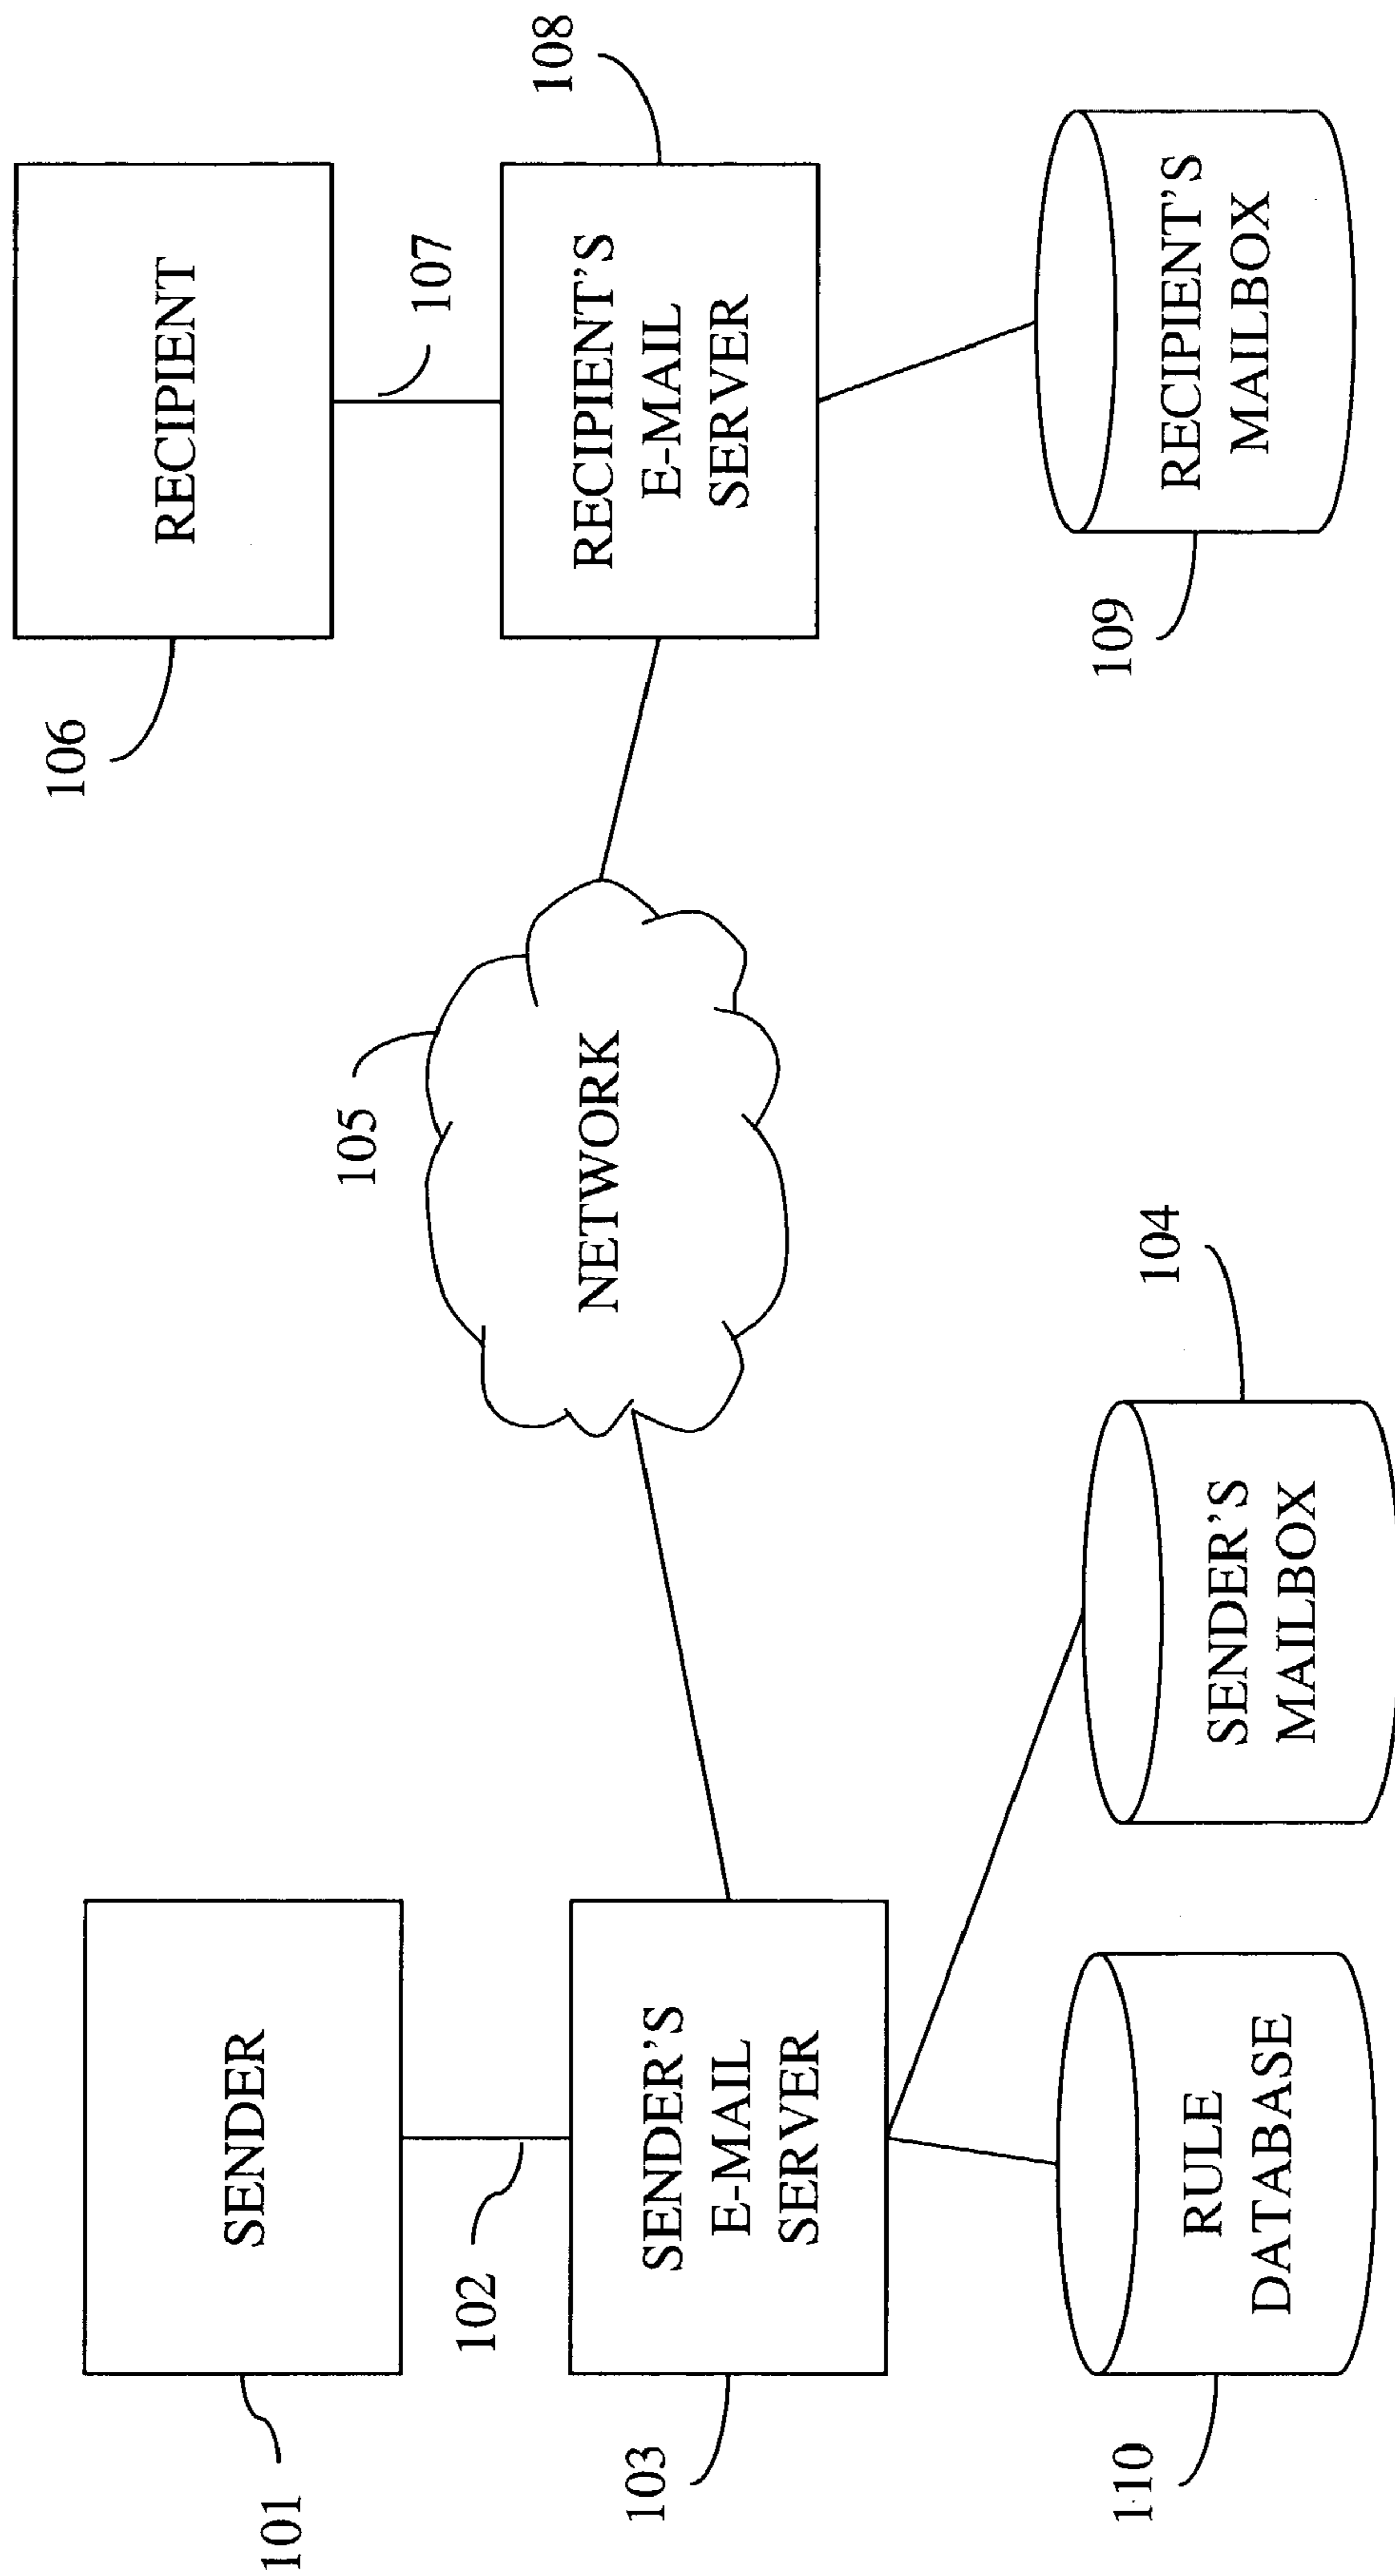 SENDER
101
102
SENDER'S
E-MAIL
SERVER
103
RULE
DATABASE
110
SENDER'S
MAILBOX
104
NETWORK
105
RECIPIENT
106
107
RECIPIENT'S
E-MAIL
SERVER
108
RECIPIENT'S
MAILBOX
109